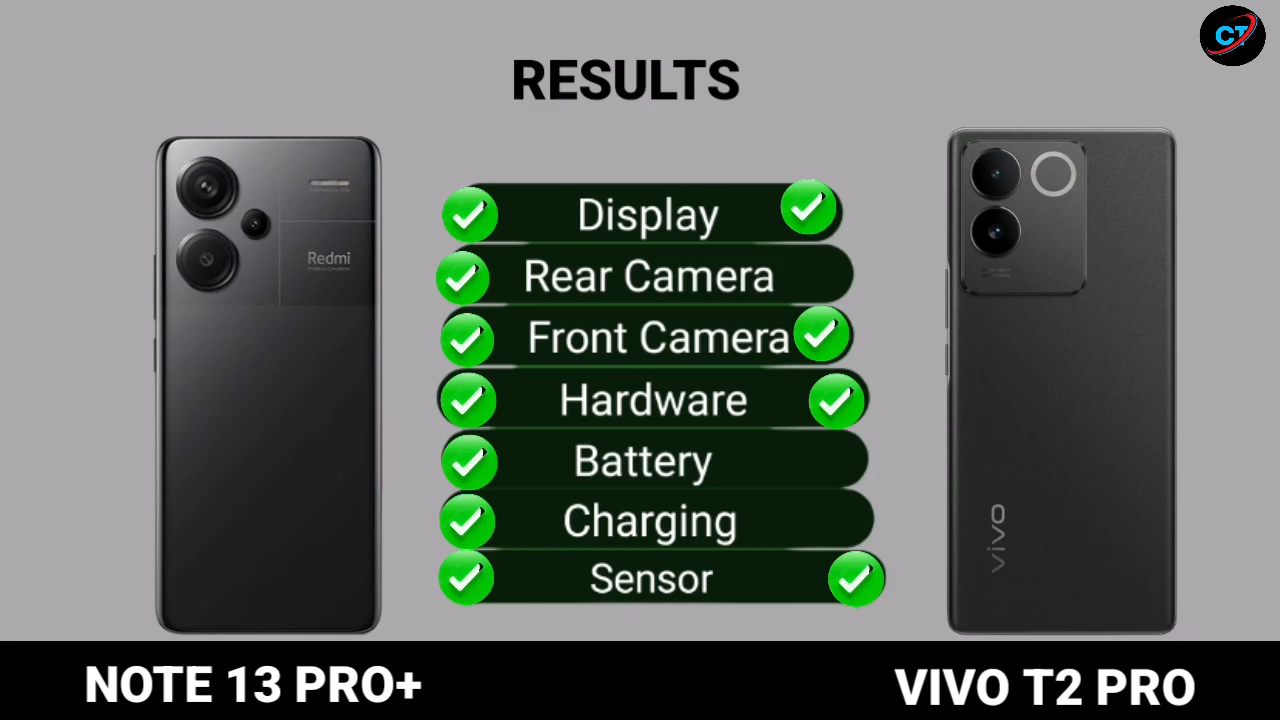 CT
RESULTS
Display
Rear Camera
Redmi
Front Camera
Hardware
Battery
Charging
vivo
Sensor
NOTE 13 PRO+
VIVO T2 PRO